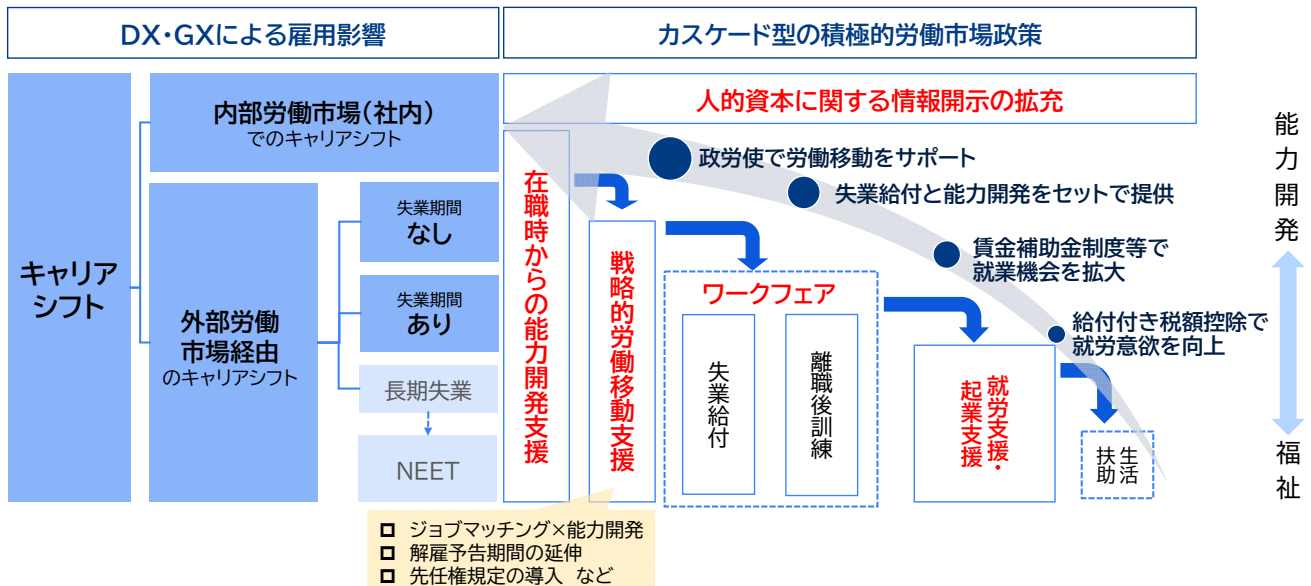 DX・GXによる雇用影響
カスケード型の積極的労働市場政策
キャリア
シフト
内部労働市場(社内)
でのキャリアシフト
外部労働
市場経由
のキャリアシフト
失業期間
なし
失業期間
あり
長期失業
NEET
人的資本に関する情報開示の拡充
在職時からの能力開発支援
戦略的労働移動支援
ワークフェア
失業給付
離職後訓練
就労支援・
起業支援
生活
扶助
政労使で労働移動をサポート
失業給付と能力開発をセットで提供
賃金補助金制度等で
就業機会を拡大
給付付き税額控除で
就労意欲を向上
能力開発
福祉
ジョブマッチング×能力開発
解雇予告期間の延伸
先任権規定の導入 など